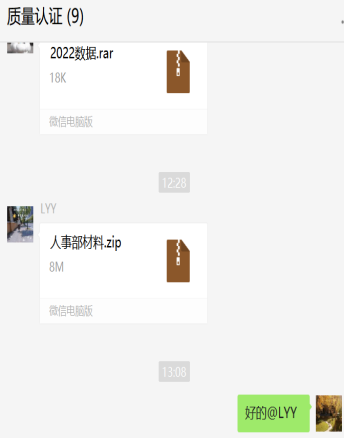 质量认证 (9)
2022数据.rar
18K
微信电脑版
12:28
LYY
人事部材料.zip
8M
微信电脑版
13:08
好的@LYY